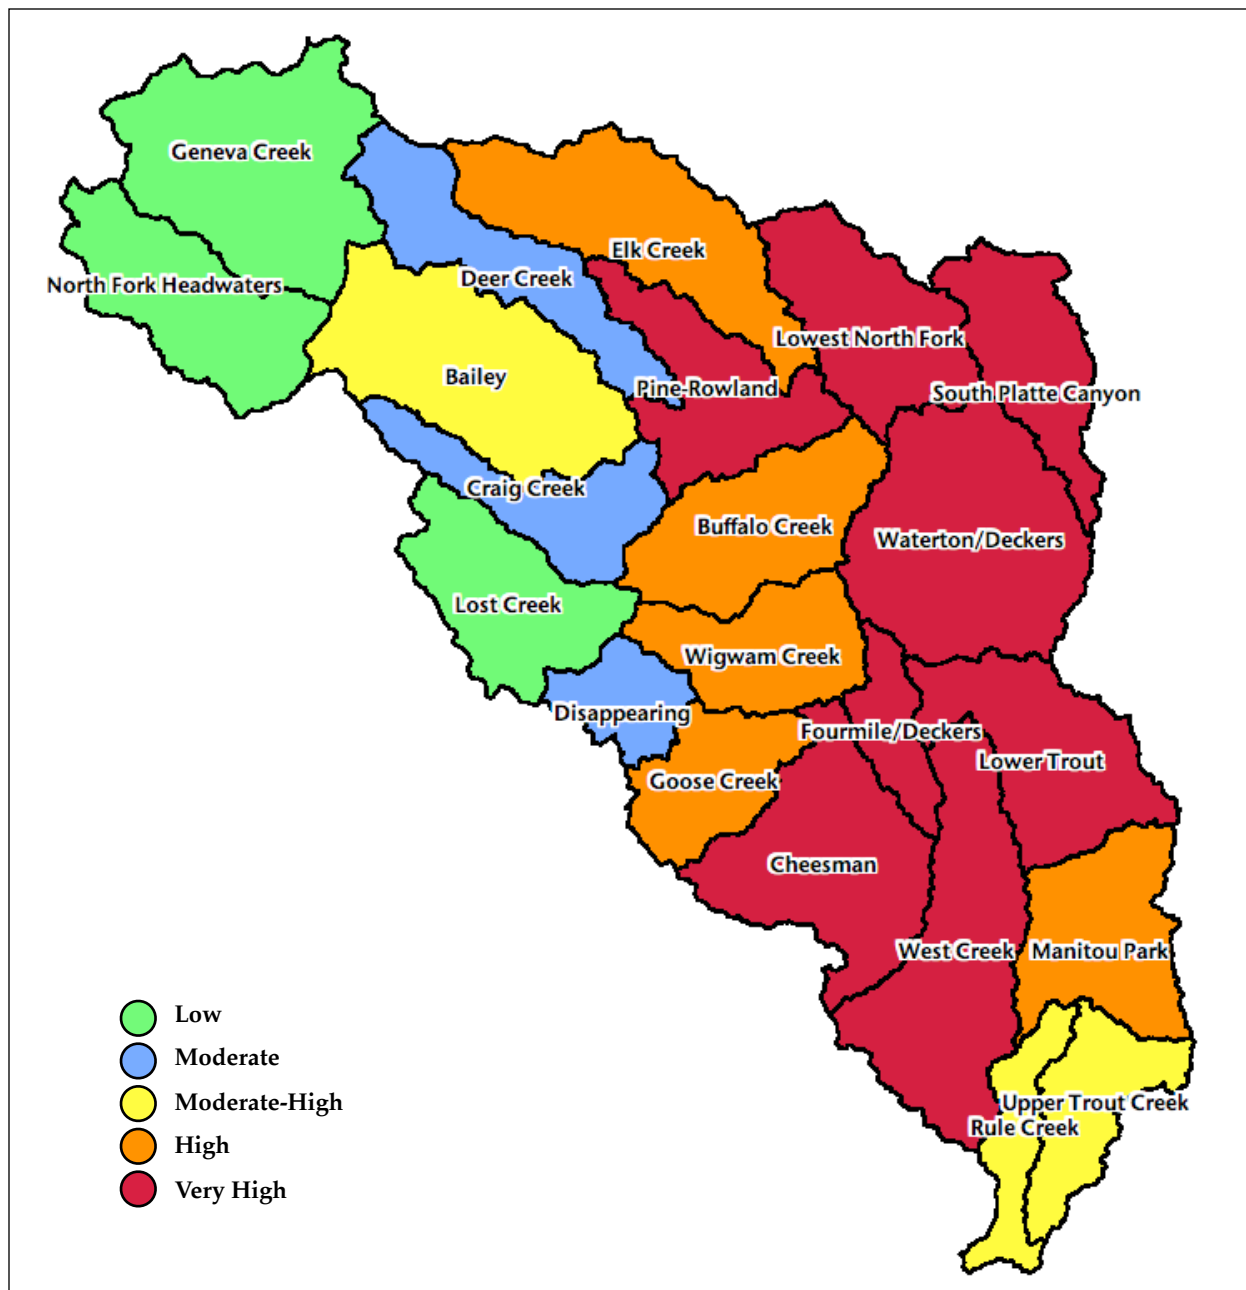 Geneva Creek
North Fork Headwaters
Elk Creek
Deer Creek
Lowest North Fork
Bailey
Pine-Rowland
South Platte Canyon
Craig Creek
Buffalo Creek
Waterton/Deckers
Lost Creek
Wigwam Creek
Disappearing
Fourmile/Deckers
Lower Trout
Goose Creek
Cheesman
West Creek
Manitou Park
Upper Trout Creek
Rule Creek
Low
Moderate
Moderate-High
High
Very High